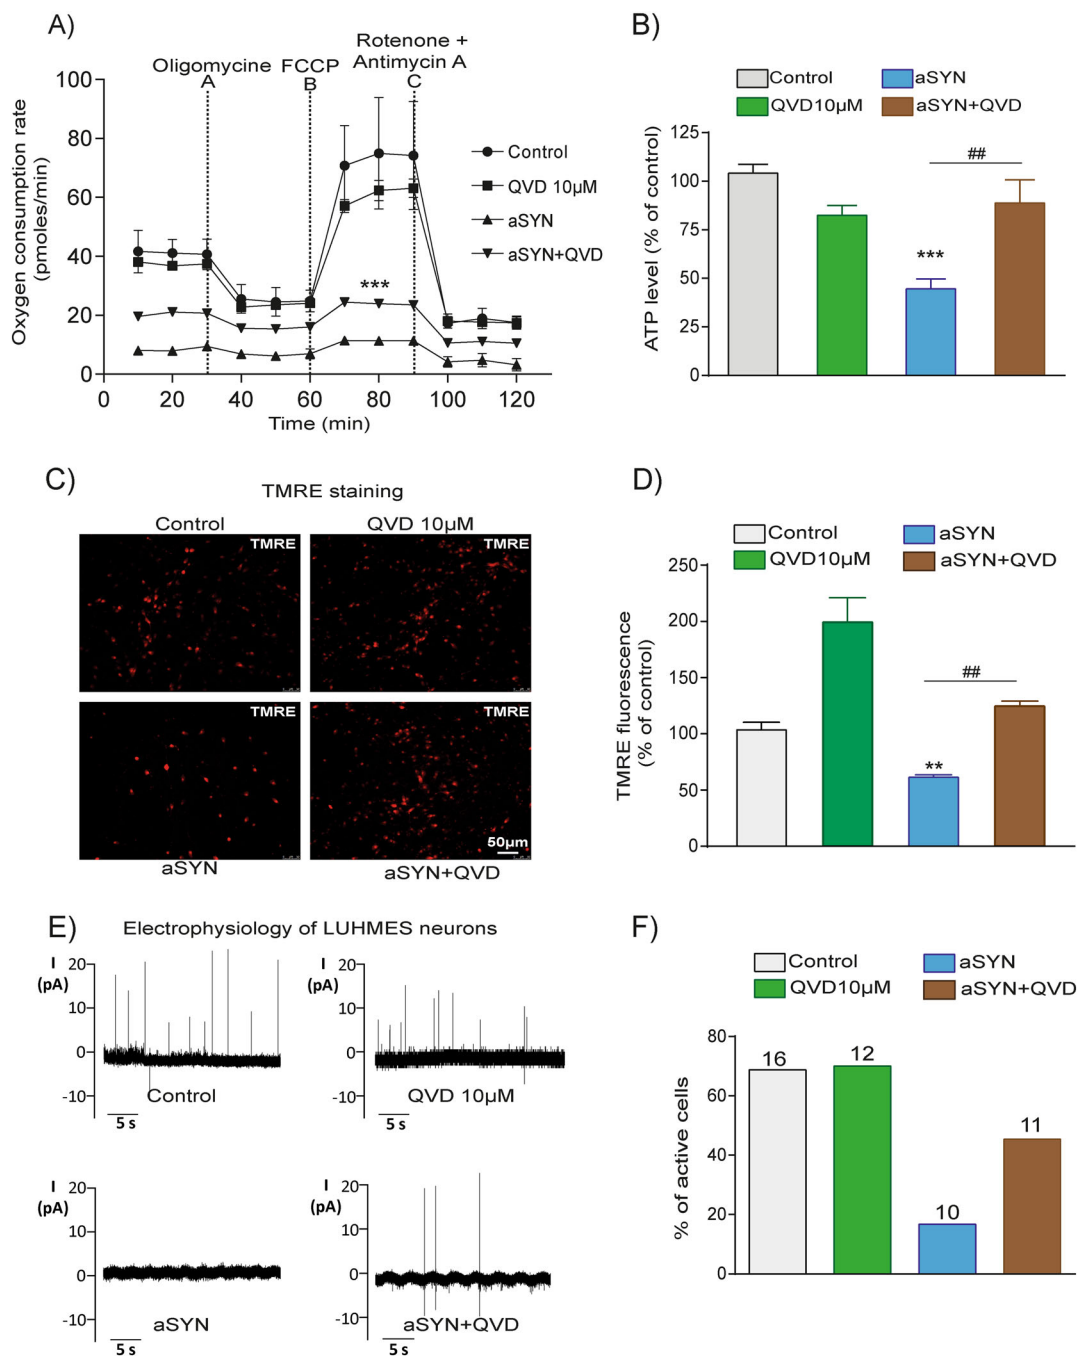 A)
Oligomycine
A
FCCP
B
Rotenone +
Antimycin A
C
Oxygen consumption rate
(pmoles/min)
100
80
60
40
20
0
0 20 40 60 80 100 120
Time (min)
***
Control
QVD 10µM
aSYN
aSYN+QVD
B)
Control
aSYN
QVD10µM
aSYN+QVD
ATP level (% of control)
125
100
75
50
25
0
***
##
C)
TMRE staining
Control
QVD 10µM
TMRE
TMRE
TMRE
TMRE
50µm
aSYN
aSYN+QVD
D)
Control
aSYN
QVD10µM
aSYN+QVD
TMRE fluorescence
(% of control)
250
200
150
100
50
0
**
##
E)
Electrophysiology of LUHMES neurons
I
(pA)
20
10
0
-10
Control
5 s
I
(pA)
20
10
0
-10
QVD 10µM
5 s
I
(pA)
20
10
0
-10
aSYN
5 s
I
(pA)
20
10
0
-10
aSYN+QVD
5 s
F)
Control
aSYN
QVD10µM
aSYN+QVD
% of active cells
80
60
40
20
0
16
12
10
11